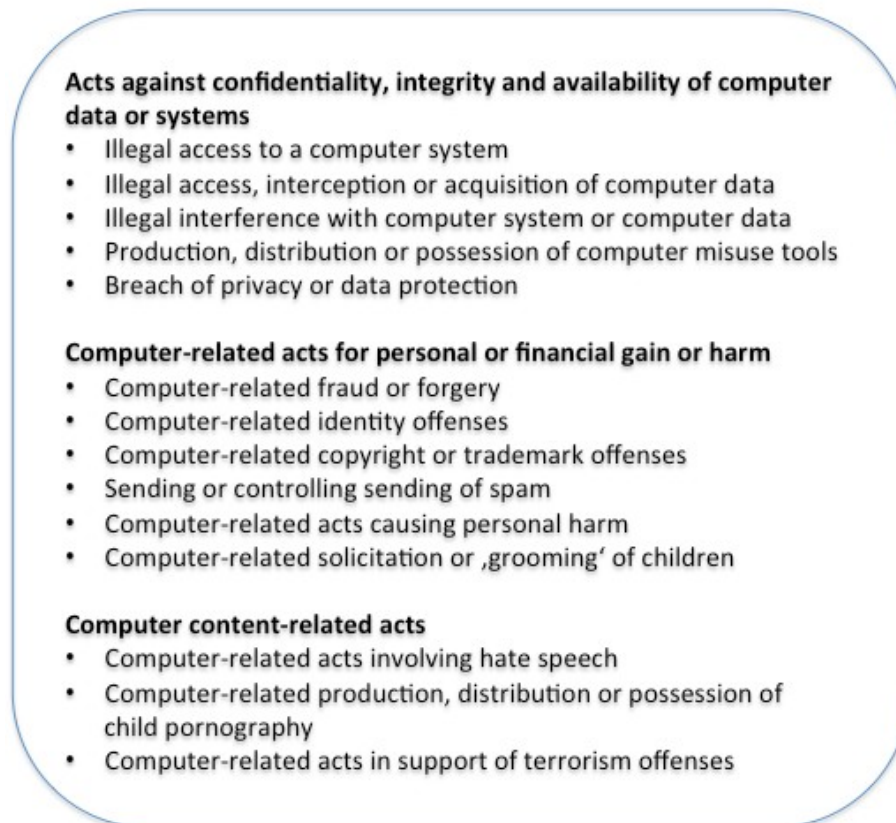 Acts against confidentiality, integrity and availability of computer
data or systems
• Illegal access to a computer system
• Illegal access, interception or acquisition of computer data
• Illegal interference with computer system or computer data
• Production, distribution or possession of computer misuse tools
• Breach of privacy or data protection
Computer-related acts for personal or financial gain or harm
• Computer-related fraud or forgery
• Computer-related identity offenses
• Computer-related copyright or trademark offenses
• Sending or controlling sending of spam
• Computer-related acts causing personal harm
• Computer-related solicitation or ‚grooming‘ of children
Computer content-related acts
• Computer-related acts involving hate speech
• Computer-related production, distribution or possession of
child pornography
• Computer-related acts in support of terrorism offenses